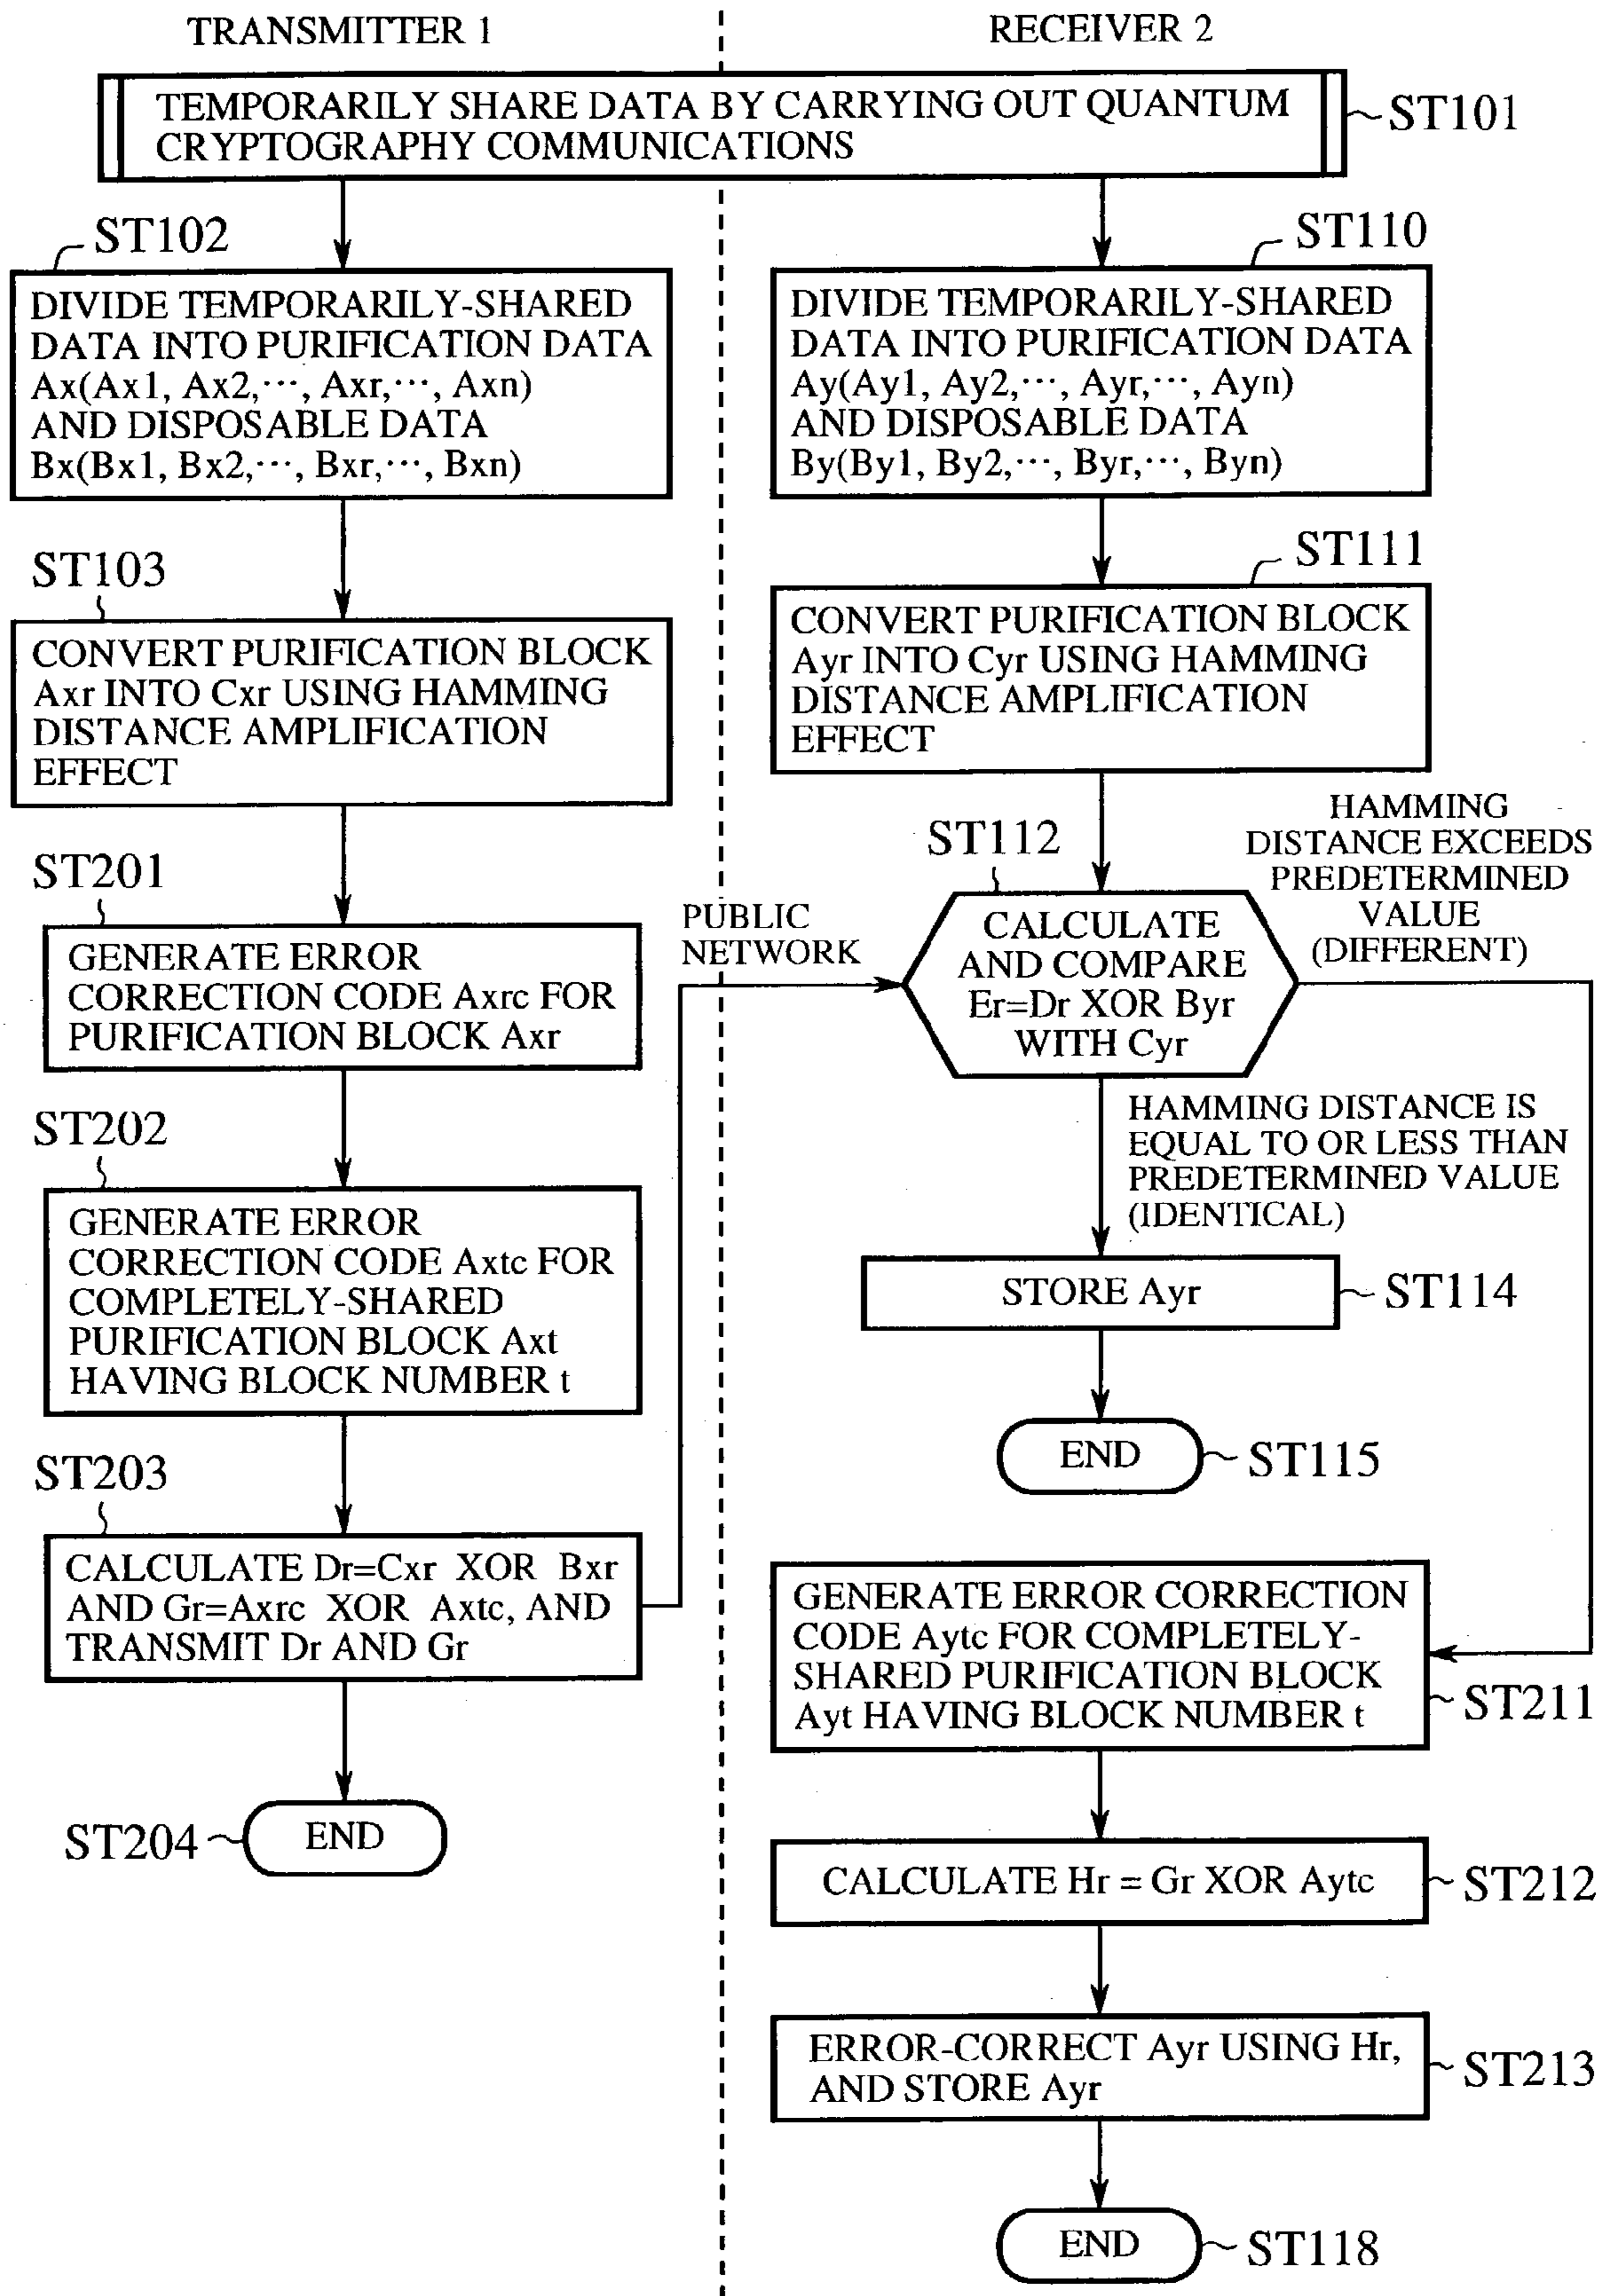 TRANSMITTER 1
RECEIVER 2
TEMPORARILY SHARE DATA BY CARRYING OUT QUANTUM
CRYPTOGRAPHY COMMUNICATIONS
ST101
ST102
DIVIDE TEMPORARILY-SHARED
DATA INTO PURIFICATION DATA
Ax(Ax1, Ax2,···, Axr,···, Axn)
AND DISPOSABLE DATA
Bx(Bx1, Bx2,···, Bxr,···, Bxn)
ST103
CONVERT PURIFICATION BLOCK
Axr INTO Cxr USING HAMMING
DISTANCE AMPLIFICATION
EFFECT
ST201
GENERATE ERROR
CORRECTION CODE Axrc FOR
PURIFICATION BLOCK Axr
ST202
GENERATE ERROR
CORRECTION CODE Axtc FOR
COMPLETELY-SHARED
PURIFICATION BLOCK Axt
HAVING BLOCK NUMBER t
ST203
CALCULATE Dr=Cxr XOR Bxr
AND Gr=Axrc XOR Axtc, AND
TRANSMIT Dr AND Gr
ST204
END
ST110
DIVIDE TEMPORARILY-SHARED
DATA INTO PURIFICATION DATA
Ay(Ay1, Ay2,···, Ayr,···, Ayn)
AND DISPOSABLE DATA
By(By1, By2,···, Byr,···, Byn)
ST111
CONVERT PURIFICATION BLOCK
Ayr INTO Cyr USING HAMMING
DISTANCE AMPLIFICATION
EFFECT
PUBLIC
NETWORK
ST112
CALCULATE
AND COMPARE
Er=Dr XOR Byr
WITH Cyr
HAMMING
DISTANCE EXCEEDS
PREDETERMINED
VALUE
(DIFFERENT)
HAMMING DISTANCE IS
EQUAL TO OR LESS THAN
PREDETERMINED VALUE
(IDENTICAL)
STORE Ayr
ST114
END
ST115
GENERATE ERROR CORRECTION
CODE Aytc FOR COMPLETELY-
SHARED PURIFICATION BLOCK
Ayt HAVING BLOCK NUMBER t
ST211
CALCULATE Hr = Gr XOR Aytc
ST212
ERROR-CORRECT Ayr USING Hr,
AND STORE Ayr
ST213
END
ST118